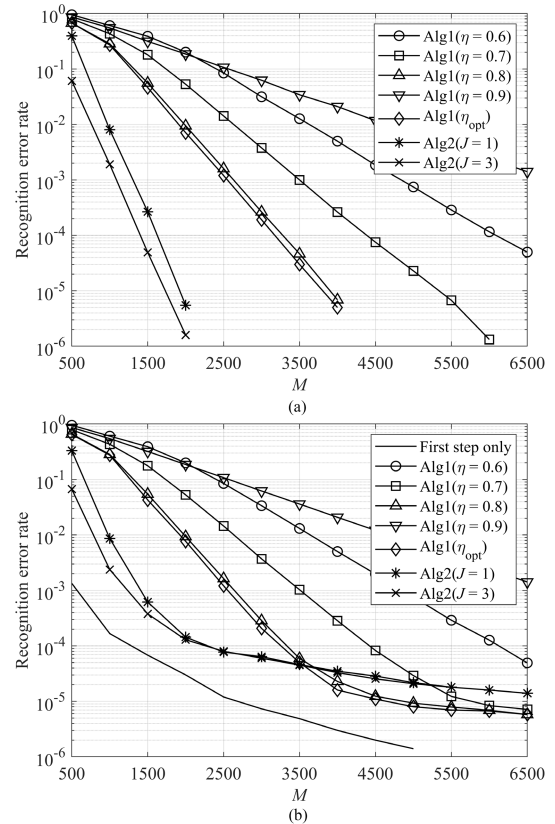 10^0
10^-1
10^-2
10^-3
10^-4
10^-5
10^-6
Recognition error rate
Alg1(η = 0.6)
Alg1(η = 0.7)
Alg1(η = 0.8)
Alg1(η = 0.9)
Alg1(η_opt)
Alg2(J = 1)
Alg2(J = 3)
500 1500 2500 3500 4500 5500 6500
M
(a)
10^0
10^-1
10^-2
10^-3
10^-4
10^-5
10^-6
Recognition error rate
First step only
Alg1(η = 0.6)
Alg1(η = 0.7)
Alg1(η = 0.8)
Alg1(η = 0.9)
Alg1(η_opt)
Alg2(J = 1)
Alg2(J = 3)
500 1500 2500 3500 4500 5500 6500
M
(b)